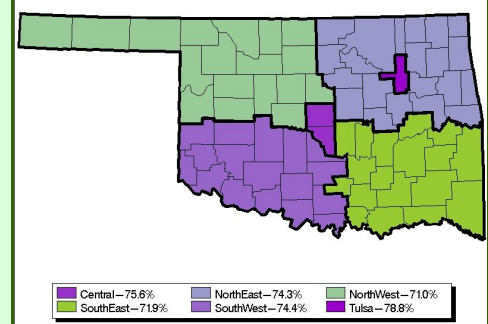 Central—75.6% NorthEast—74.3% NorthWest—71.0%
SouthEast—71.9% SouthWest—74.4% Tulsa—78.8%